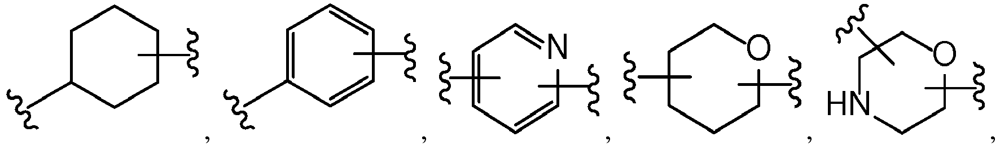 N O O HN
, , , , ,